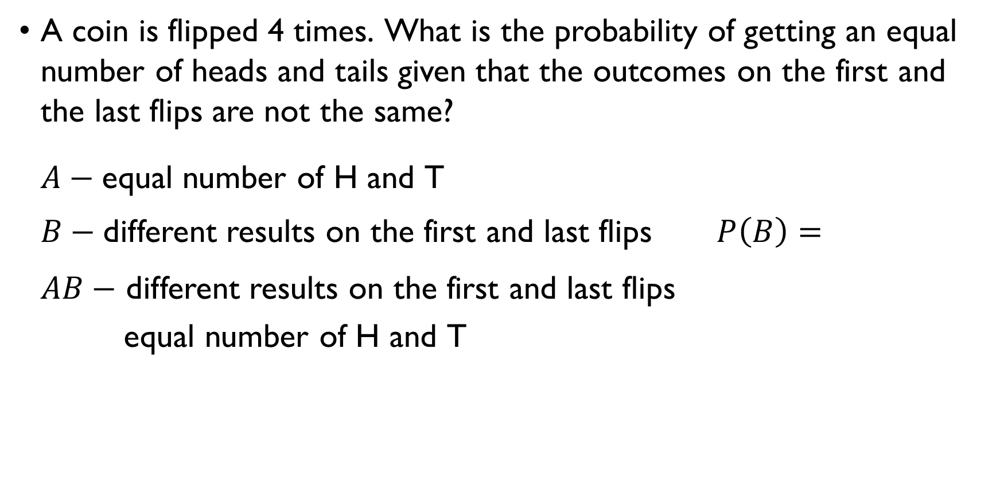 • A coin is flipped 4 times. What is the probability of getting an equal
number of heads and tails given that the outcomes on the first and
the last flips are not the same?
A − equal number of H and T
B − different results on the first and last flips P(B) =
AB − different results on the first and last flips
equal number of H and T